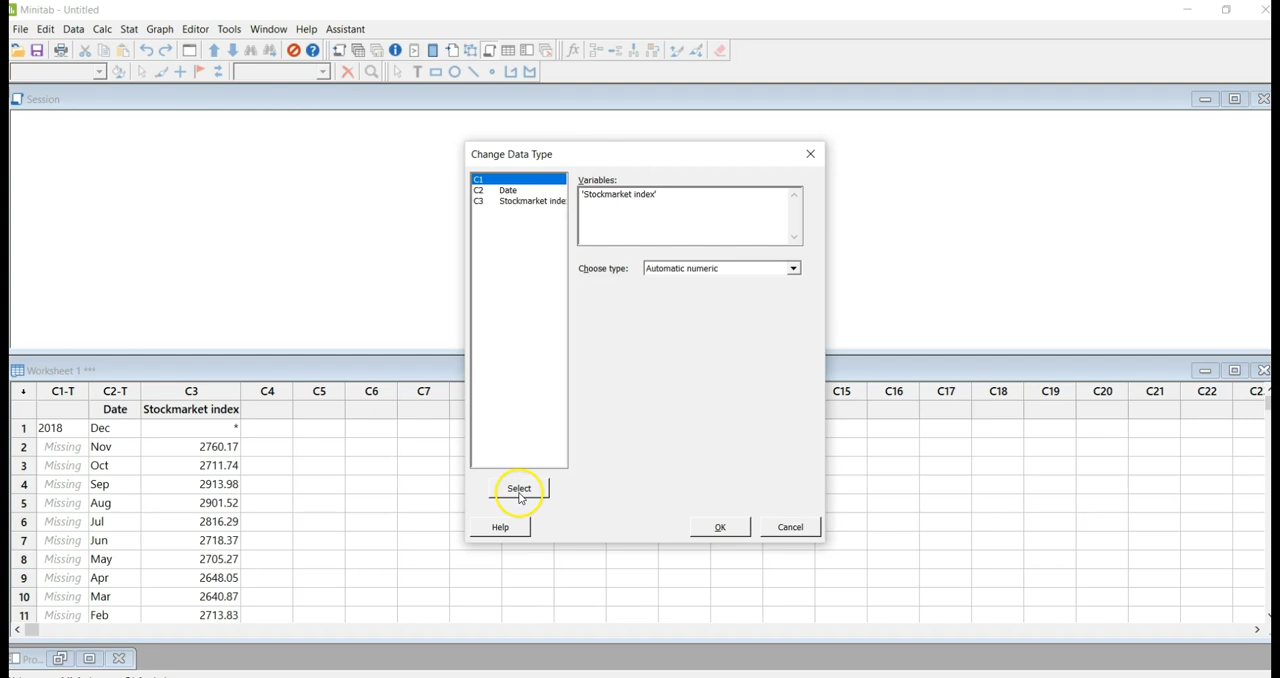 Minitab - Untitled
File Edit Data Calc Stat Graph Editor Tools Window Help Assistant
Session
Change Data Type
C1
C2 Date
C3 Stockmarket inde
Variables:
'Stockmarket index'
Choose type: Automatic numeric
Select
Help OK Cancel
Worksheet 1 ***
C1-T C2-T C3 C4 C5 C6 C7 C15 C16 C17 C18 C19 C20 C21 C22 C2
Date Stockmarket index
1 2018 Dec *
2 Missing Nov 2760.17
3 Missing Oct 2711.74
4 Missing Sep 2913.98
5 Missing Aug 2901.52
6 Missing Jul 2816.29
7 Missing Jun 2718.37
8 Missing May 2705.27
9 Missing Apr 2648.05
10 Missing Mar 2640.87
11 Missing Feb 2713.83
Pro...